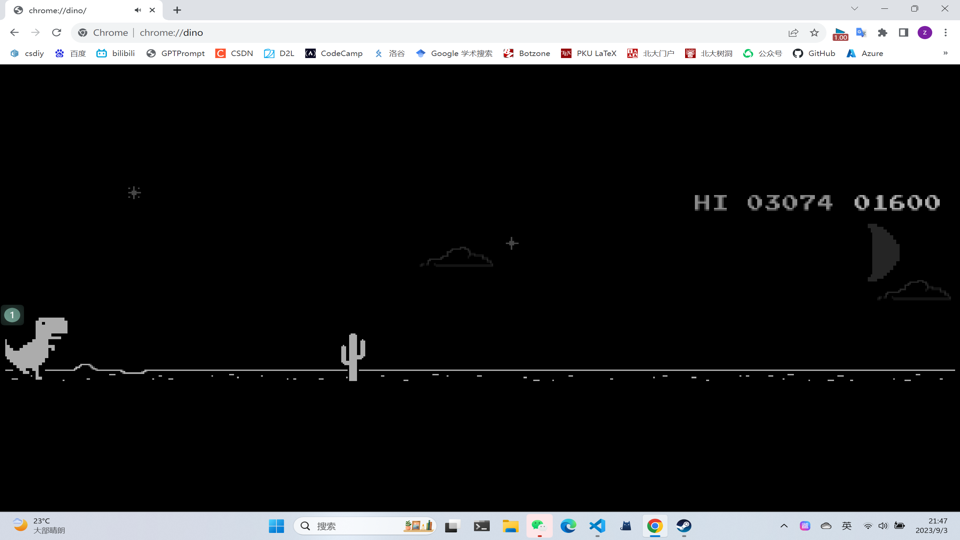 chrome://dino/
Chrome | chrome://dino
1.00
z
csdiy 百度 bilibili GPTPrompt CSDN D2L CodeCamp 洛谷 Google 学术搜索 Botzone PKU LaTeX 北大门户 北大树洞 公众号 GitHub Azure »
HI 03074 01600
1
23°C
大部晴朗
搜索
英
21:47
2023/9/3